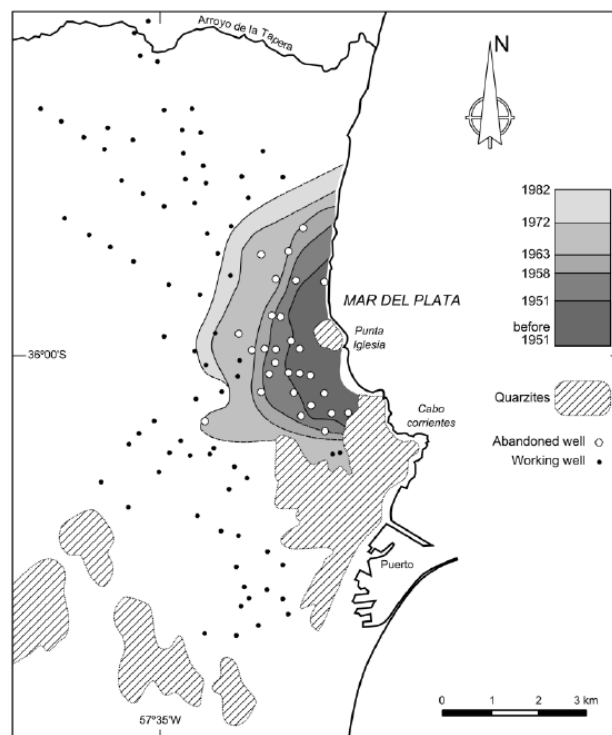 Arroyo de la
Tapera
N
1982
1972
1963
1958
1951
before
1951
MAR DEL PLATA
Punta
Iglesia
36°00'S
Quarzites
Cabo
corrientes
Abandoned well
Working well
Puerto
0 1 2 3 km
57°35'W